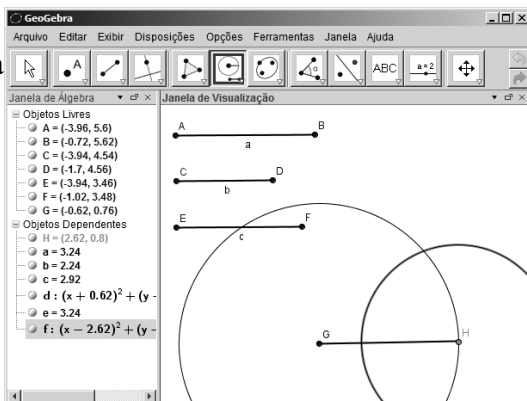 GeoGebra
Arquivo Editar Exibir Disposições Opções Ferramentas Janela Ajuda
a
A
ABC
a = 2
α
Janela de Álgebra
Janela de Visualização
Objetos Livres
A = (-3.96, 5.6)
B = (-0.72, 5.62)
C = (-3.94, 4.54)
D = (-1.7, 4.56)
E = (-3.94, 3.46)
F = (-1.02, 3.48)
G = (-0.62, 0.76)
Objetos Dependentes
H = (2.62, 0.8)
a = 3.24
b = 2.24
c = 2.92
d : (x + 0.62)² + (y -
e = 3.24
f : (x − 2.62)² + (y -
A B
a
C D
b
E F
c
G H